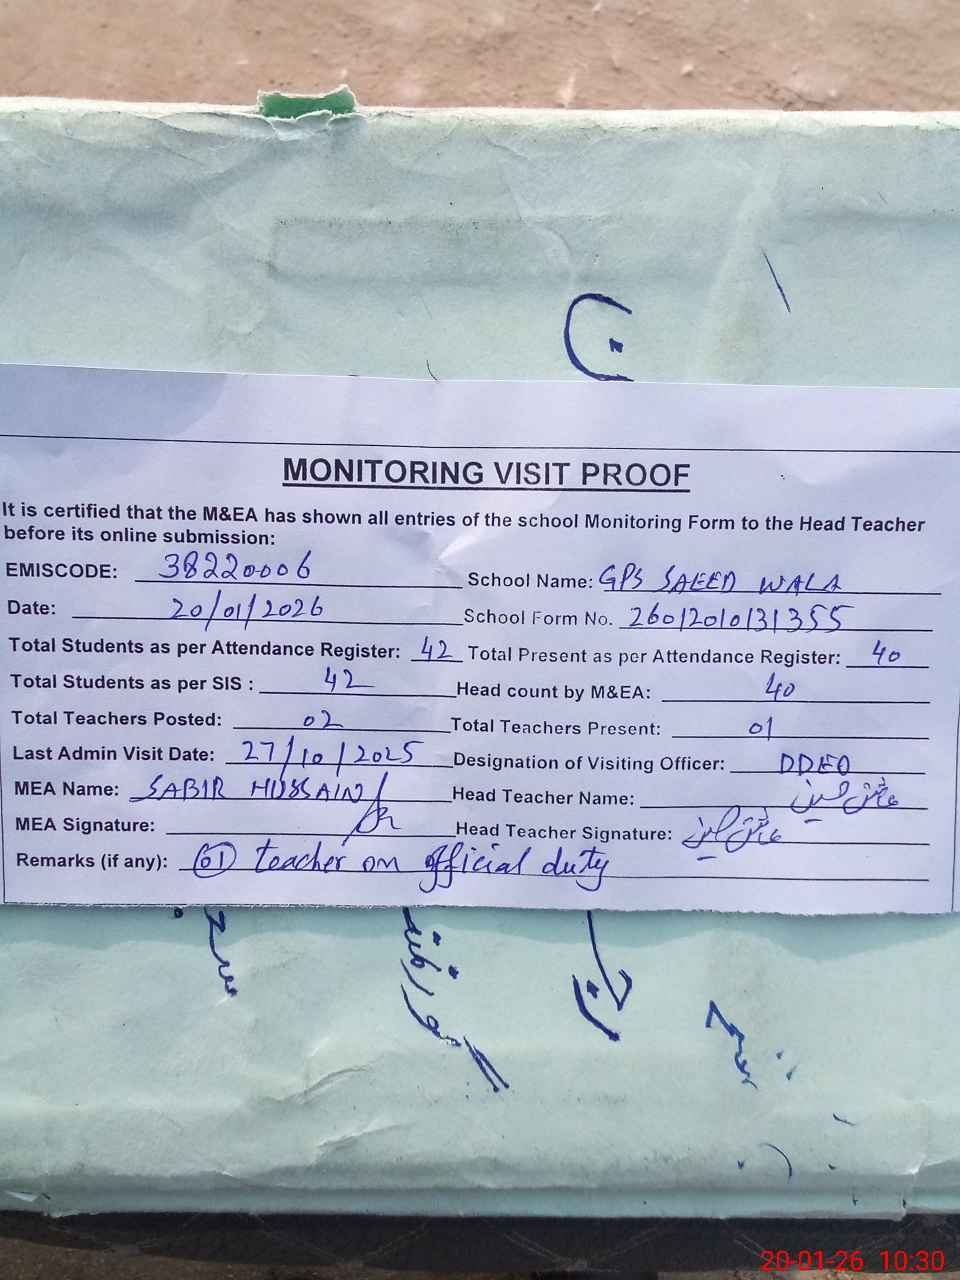 MONITORING VISIT PROOF
It is certified that the M&EA has shown all entries of the school Monitoring Form to the Head Teacher
before its online submission:
EMISCODE: 38220006 School Name: GPS SAEED WALA
Date: 20/01/2026 School Form No. 26012010131355
Total Students as per Attendance Register: 42 Total Present as per Attendance Register: 40
Total Students as per SIS : 42 Head count by M&EA: 40
Total Teachers Posted: 02 Total Teachers Present: 01
Last Admin Visit Date: 27/10/2025 Designation of Visiting Officer: DDEO
MEA Name: SABIR HUSSAIN Head Teacher Name:
MEA Signature: Head Teacher Signature:
Remarks (if any): 01 teacher on official duty
20-01-26 10:30